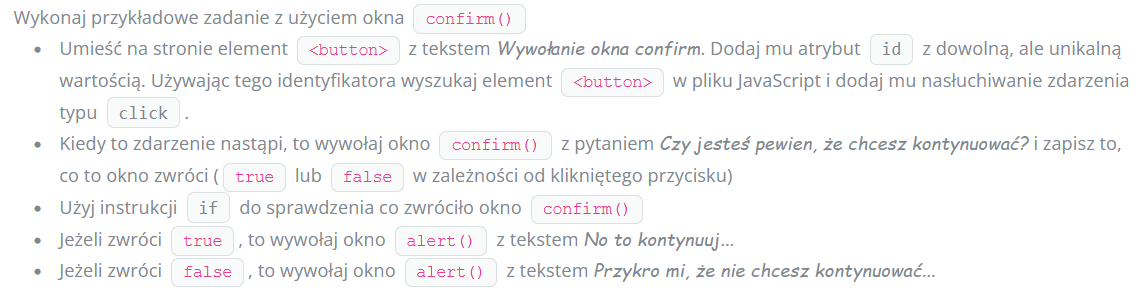 Wykonaj przykładowe zadanie z użyciem okna confirm()
• Umieść na stronie element <button> z tekstem Wywołanie okna confirm. Dodaj mu atrybut id z dowolną, ale unikalną
wartością. Używając tego identyfikatora wyszukaj element <button> w pliku JavaScript i dodaj mu nasłuchiwanie zdarzenia
typu click .
• Kiedy to zdarzenie nastąpi, to wywołaj okno confirm() z pytaniem Czy jesteś pewien, że chcesz kontynuować? i zapisz to,
co to okno zwróci ( true lub false w zależności od klikniętego przycisku)
• Użyj instrukcji if do sprawdzenia co zwróciło okno confirm()
• Jeżeli zwróci true , to wywołaj okno alert() z tekstem No to kontynuuj...
• Jeżeli zwróci false , to wywołaj okno alert() z tekstem Przykro mi, że nie chcesz kontynuować...